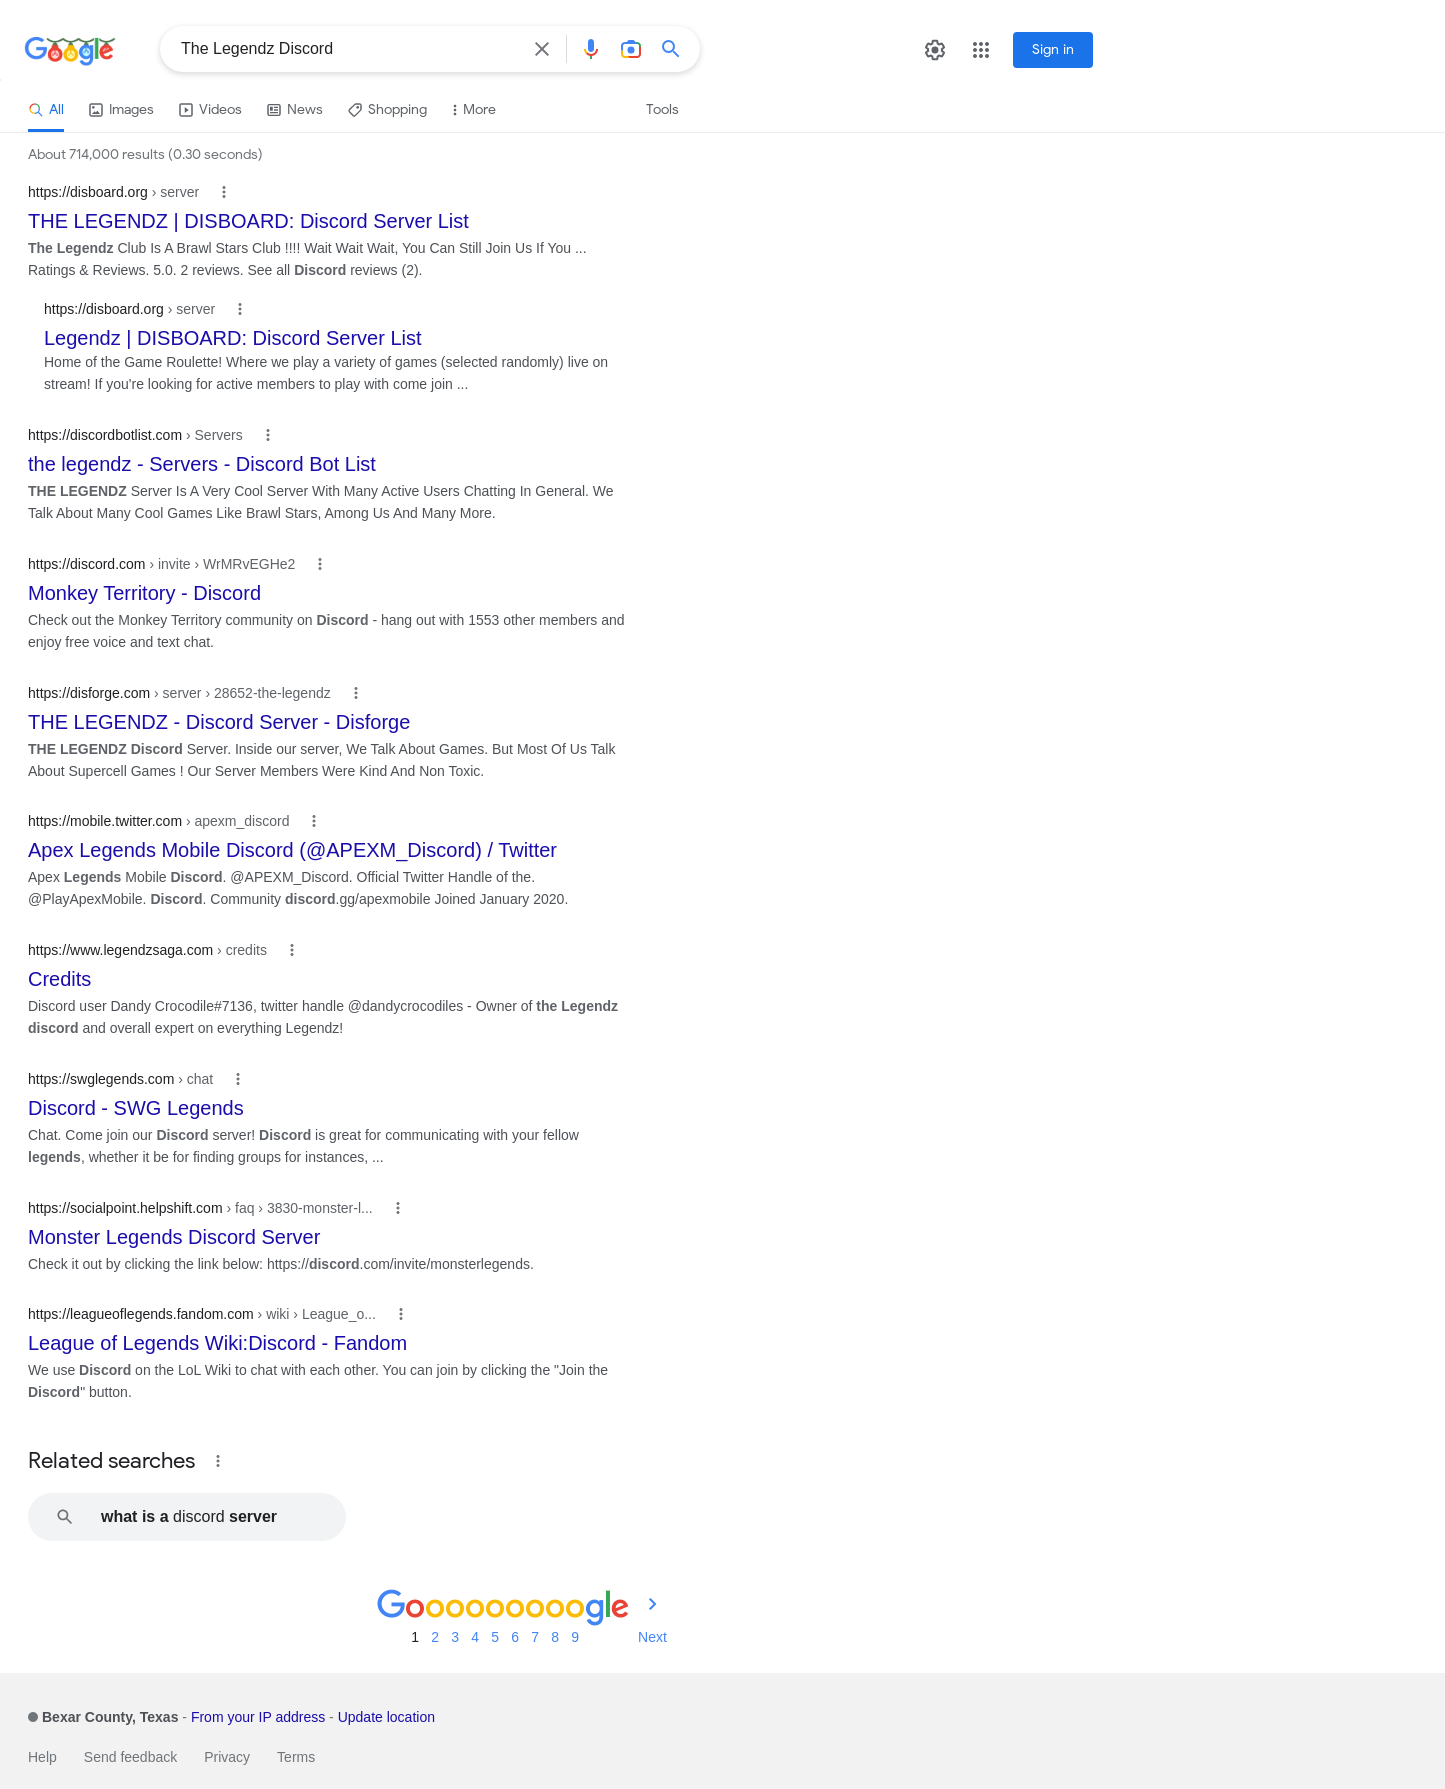 Google
The Legendz Discord
Sign in
All
Images
Videos
News
Shopping
More
Tools
About 714,000 results (0.30 seconds)
https://disboard.org › server
THE LEGENDZ | DISBOARD: Discord Server List
The Legendz Club Is A Brawl Stars Club !!!! Wait Wait Wait, You Can Still Join Us If You ...
Ratings & Reviews. 5.0. 2 reviews. See all Discord reviews (2).
https://disboard.org › server
Legendz | DISBOARD: Discord Server List
Home of the Game Roulette! Where we play a variety of games (selected randomly) live on
stream! If you're looking for active members to play with come join ...
https://discordbotlist.com › Servers
the legendz - Servers - Discord Bot List
THE LEGENDZ Server Is A Very Cool Server With Many Active Users Chatting In General. We
Talk About Many Cool Games Like Brawl Stars, Among Us And Many More.
https://discord.com › invite › WrMRvEGHe2
Monkey Territory - Discord
Check out the Monkey Territory community on Discord - hang out with 1553 other members and
enjoy free voice and text chat.
https://disforge.com › server › 28652-the-legendz
THE LEGENDZ - Discord Server - Disforge
THE LEGENDZ Discord Server. Inside our server, We Talk About Games. But Most Of Us Talk
About Supercell Games ! Our Server Members Were Kind And Non Toxic.
https://mobile.twitter.com › apexm_discord
Apex Legends Mobile Discord (@APEXM_Discord) / Twitter
Apex Legends Mobile Discord. @APEXM_Discord. Official Twitter Handle of the.
@PlayApexMobile. Discord. Community discord.gg/apexmobile Joined January 2020.
https://www.legendzsaga.com › credits
Credits
Discord user Dandy Crocodile#7136, twitter handle @dandycrocodiles - Owner of the Legendz
discord and overall expert on everything Legendz!
https://swglegends.com › chat
Discord - SWG Legends
Chat. Come join our Discord server! Discord is great for communicating with your fellow
legends, whether it be for finding groups for instances, ...
https://socialpoint.helpshift.com › faq › 3830-monster-l...
Monster Legends Discord Server
Check it out by clicking the link below: https://discord.com/invite/monsterlegends.
https://leagueoflegends.fandom.com › wiki › League_o...
League of Legends Wiki:Discord - Fandom
We use Discord on the LoL Wiki to chat with each other. You can join by clicking the "Join the
Discord" button.
Related searches
what is a discord server
Goooooooooogle
1 2 3 4 5 6 7 8 9 Next
Bexar County, Texas - From your IP address - Update location
Help Send feedback Privacy Terms